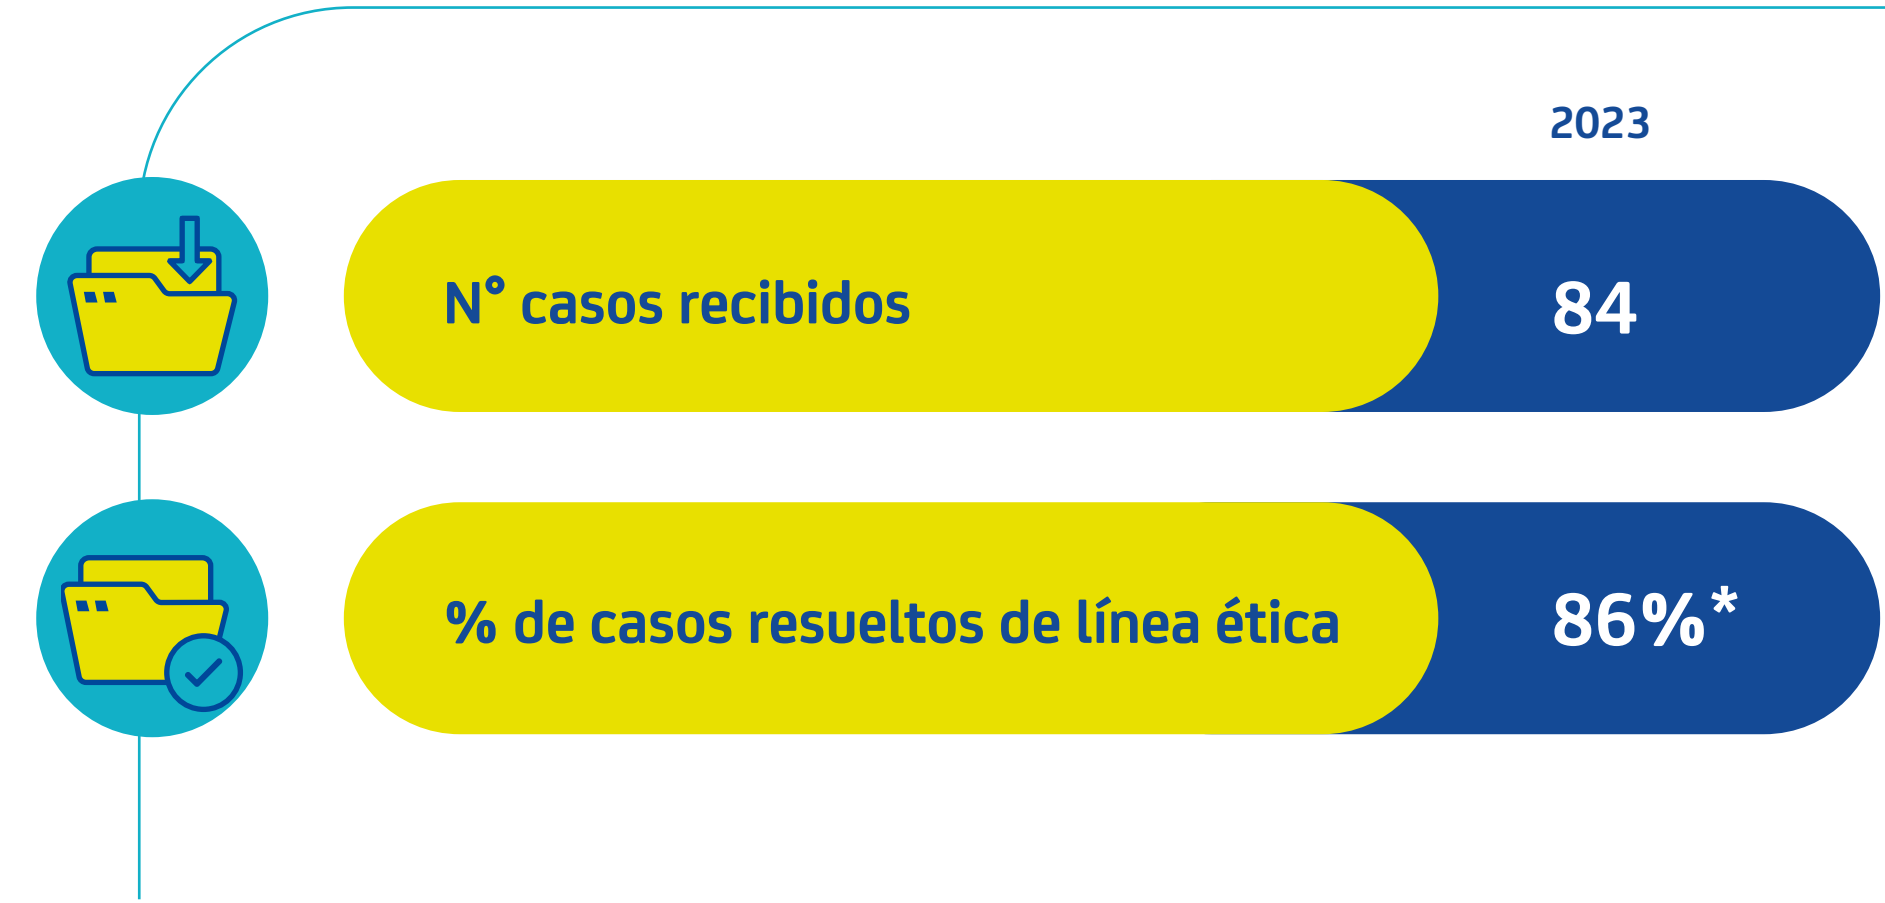 2023
N° casos recibidos
84
% de casos resueltos de línea ética
86%*